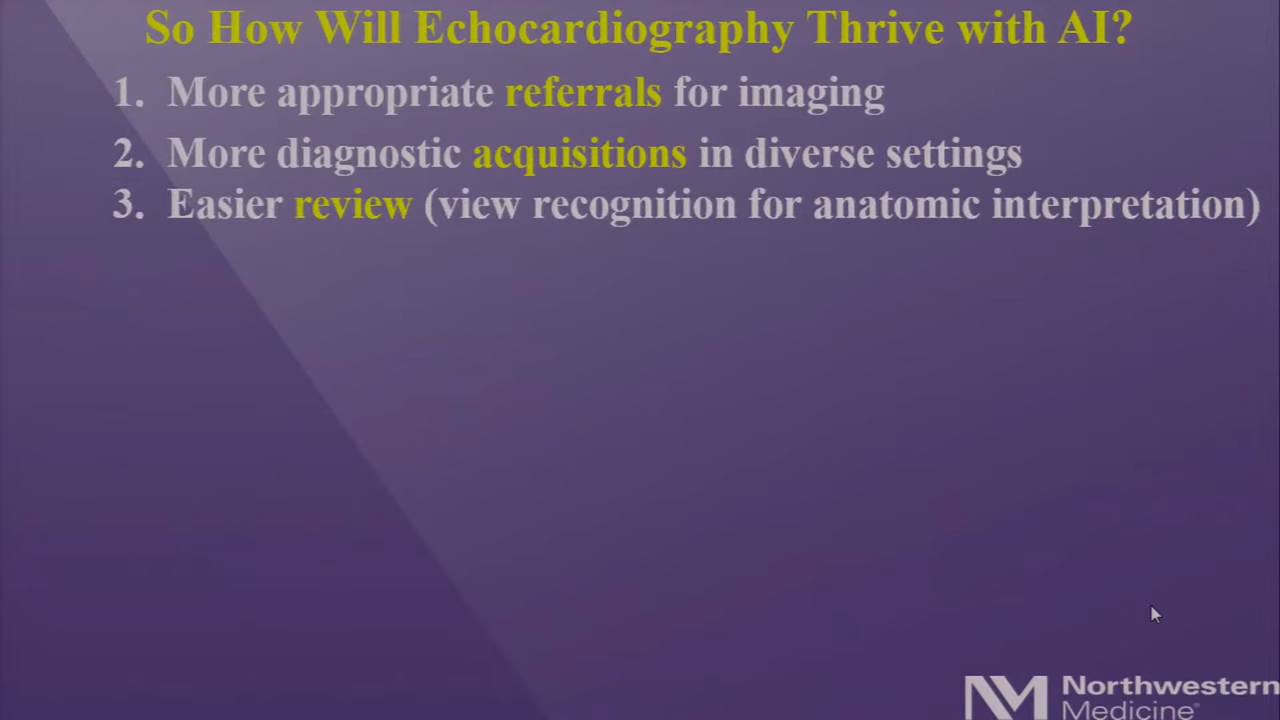 So How Will Echocardiography Thrive with AI?
1. More appropriate referrals for imaging
2. More diagnostic acquisitions in diverse settings
3. Easier review (view recognition for anatomic interpretation)
Northwestern
Medicine®